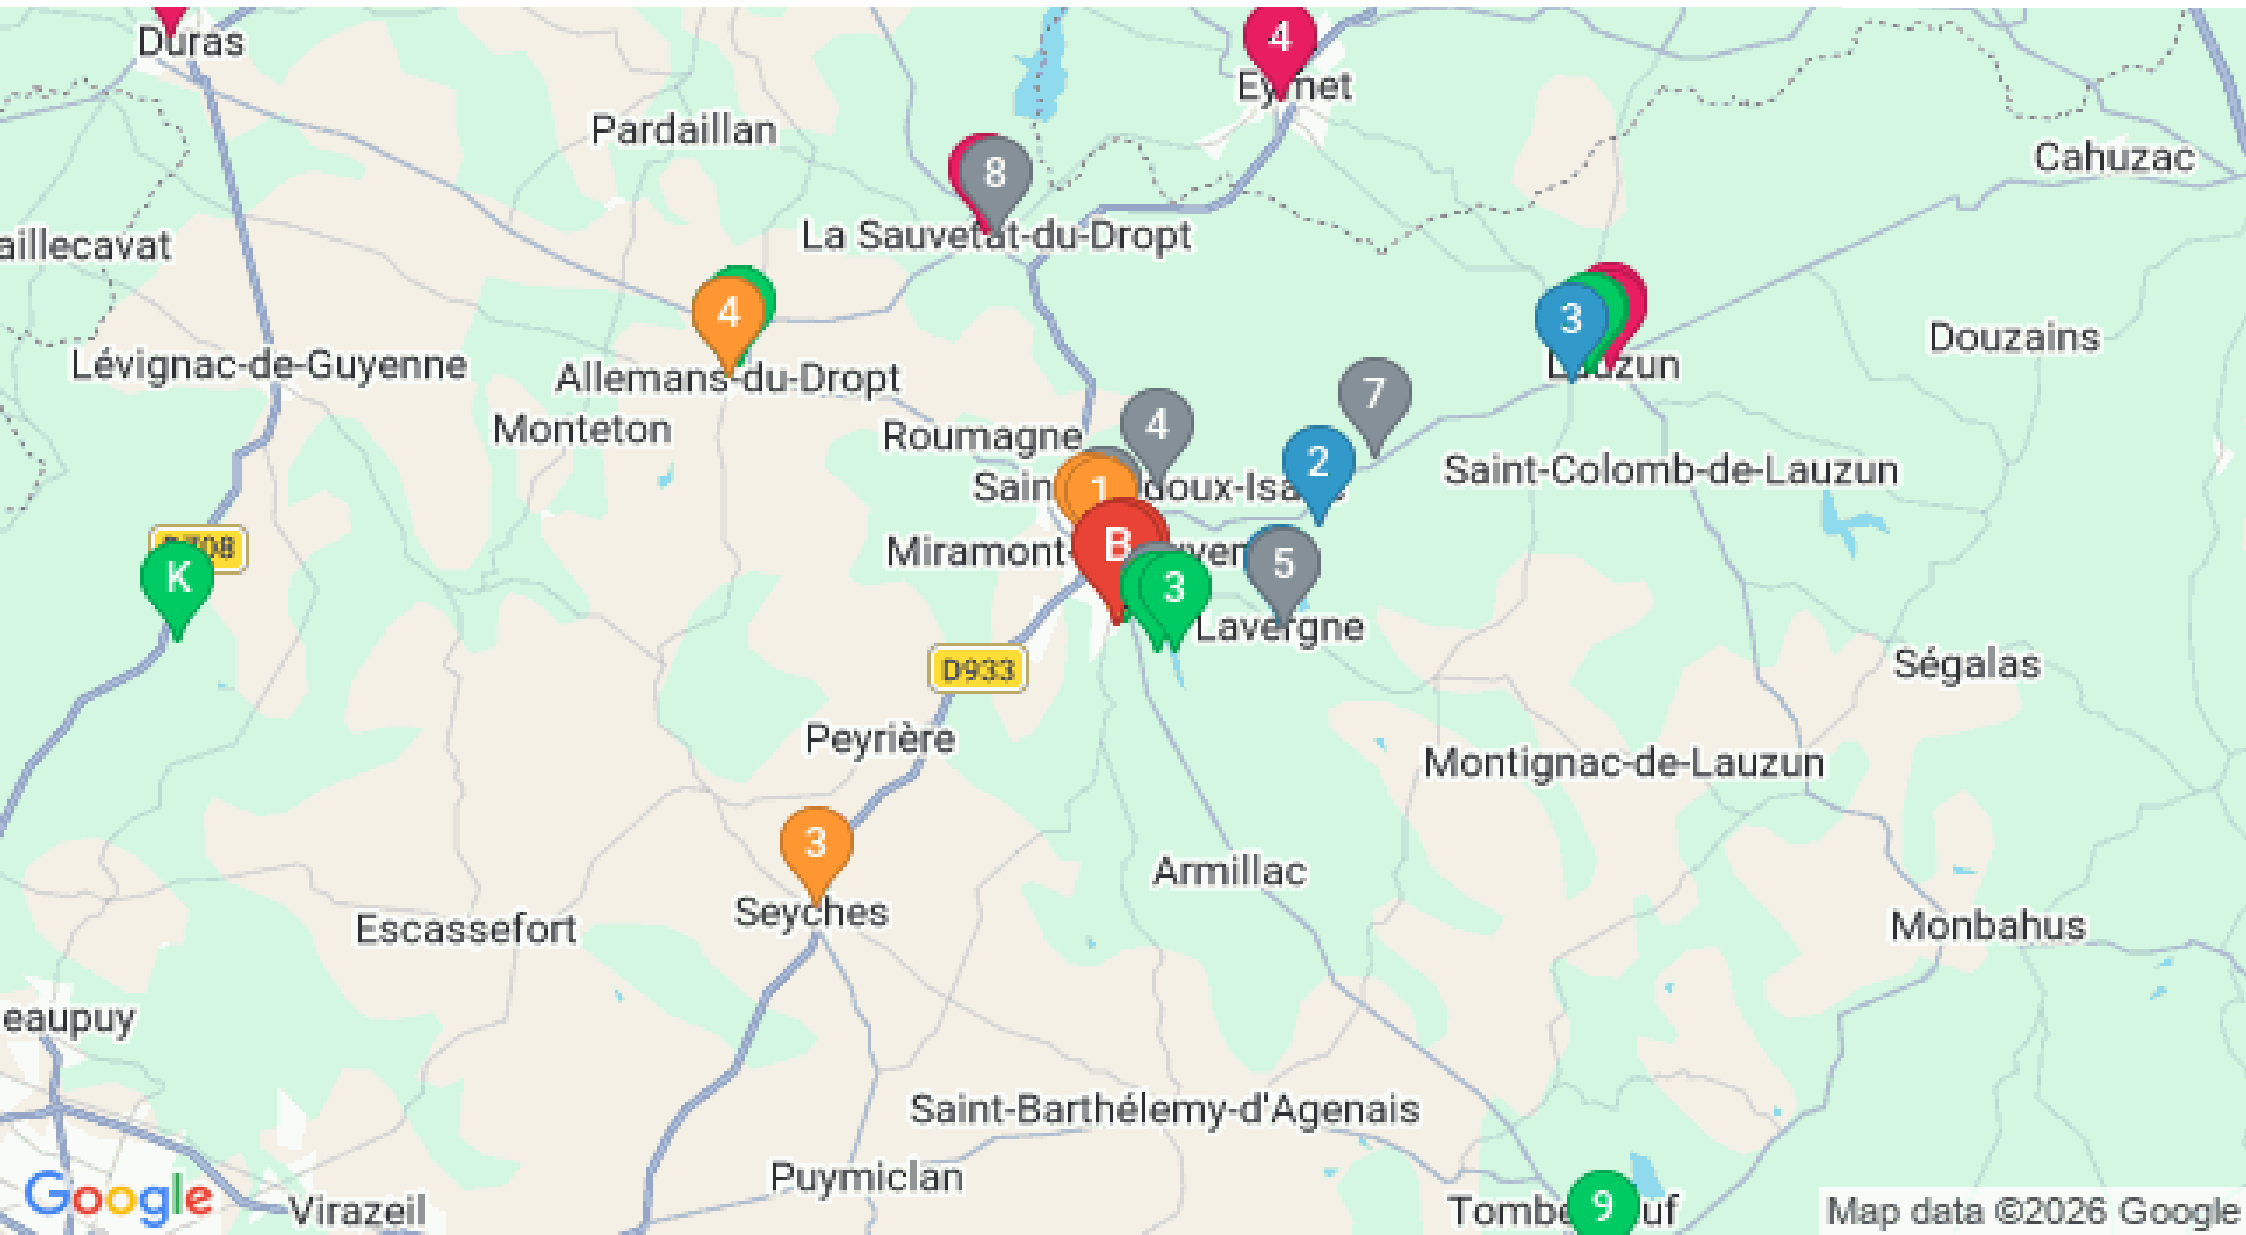 Duras
4
Eymet
Pardaillan
Cahuzac
8
La Sauvetat-du-Dropt
aillecavat
4
3
Douzains
Lévignac-de-Guyenne
Allemans-du-Dropt
Lauzun
7
4
Monteton
Roumagne
2
Saint-Colomb-de-Lauzun
1
B
5
K
3
Lavergne
D933
Ségalas
Peyrière
Montignac-de-Lauzun
3
Armillac
Seyches
Escassefort
Monbahus
eaupuy
Saint-Barthélemy-d'Agenais
Puymiclan
Google
Virazeil
9
Map data ©2026 Google